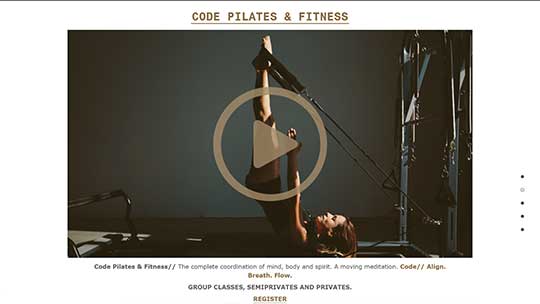 CODE PILATES & FITNESS
Code Pilates & Fitness// The complete coordination of mind, body and spirit. A moving meditation. Code// Align.
Breath. Flow.
GROUP CLASSES, SEMIPRIVATES AND PRIVATES.
REGISTER